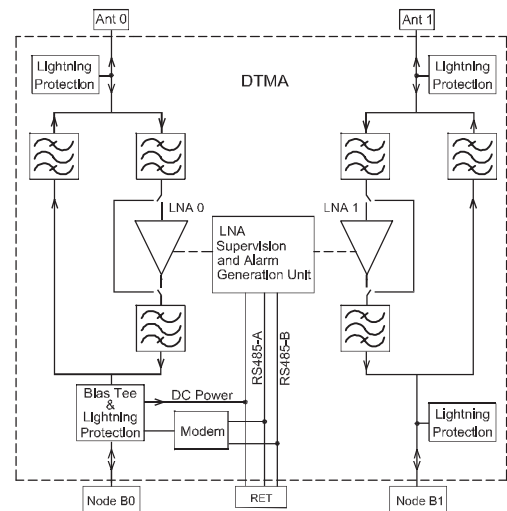 Ant 0
Ant 1
Lightning
Protection
DTMA
Lightning
Protection
LNA 0
LNA 1
LNA
Supervision
and Alarm
Generation Unit
RS485-A
RS485-B
Bias Tee
&
Lightning
Protection
DC Power
Modem
Lightning
Protection
Node B0
RET
Node B1